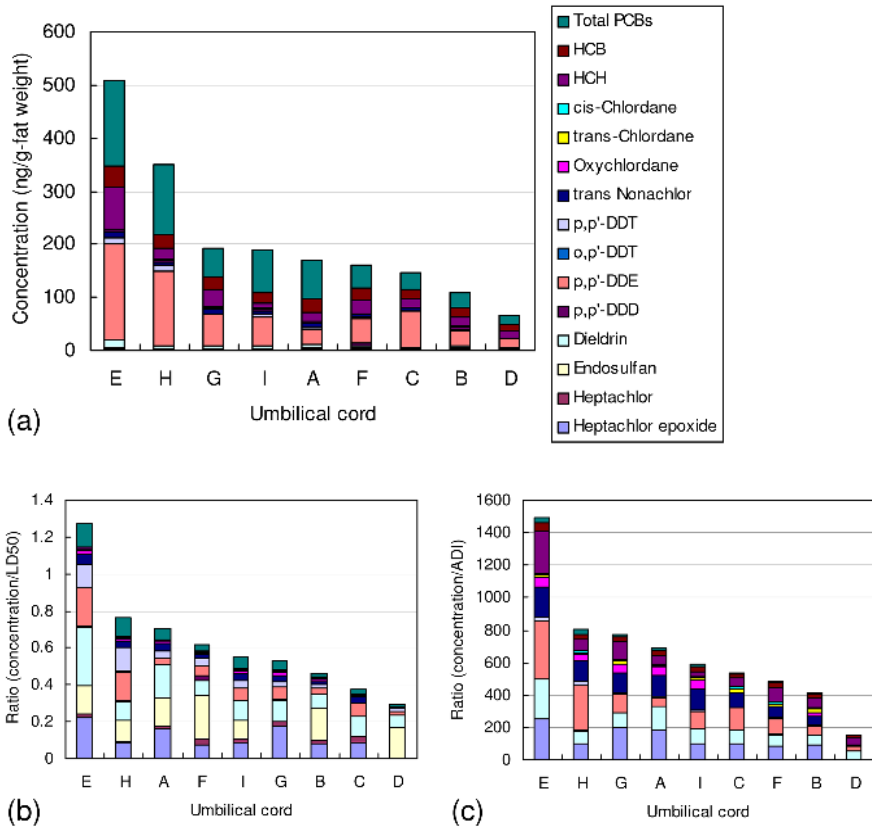 Concentration (ng/g-fat weight)
600
500
400
300
200
100
0
E H G I A F C B D
Umbilical cord
(a)
Total PCBs
HCB
HCH
cis-Chlordane
trans-Chlordane
Oxychlordane
trans Nonachlor
p,p'-DDT
o,p'-DDT
p,p'-DDE
p,p'-DDD
Dieldrin
Endosulfan
Heptachlor
Heptachlor epoxide
Ratio (concentration/LD50)
1.4
1.2
1
0.8
0.6
0.4
0.2
0
E H A F I G B C D
Umbilical cord
(b)
Ratio (concentration/ADI)
1600
1400
1200
1000
800
600
400
200
0
E H G A I C F B D
Umbilical cord
(c)